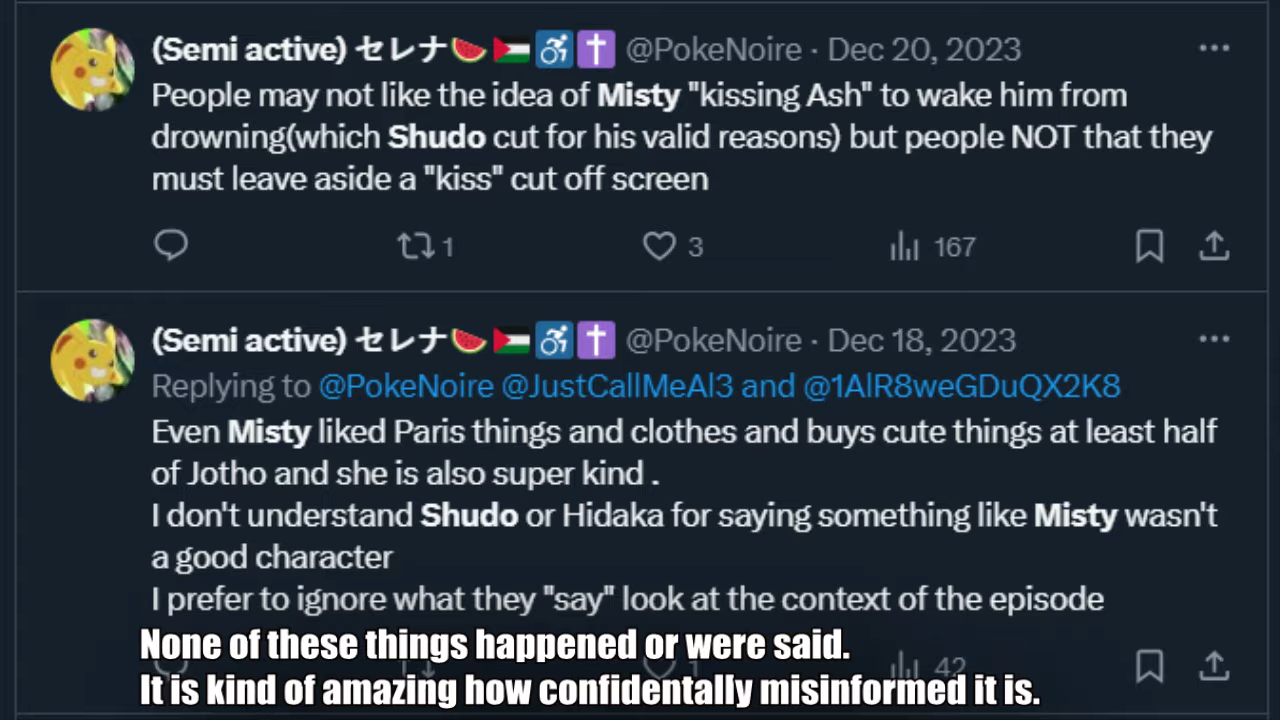 (Semi active) セレナ🍉🇵🇸♿✝️ @PokeNoire · Dec 20, 2023
People may not like the idea of Misty "kissing Ash" to wake him from
drowning(which Shudo cut for his valid reasons) but people NOT that they
must leave aside a "kiss" cut off screen
1 3 167
(Semi active) セレナ🍉🇵🇸♿✝️ @PokeNoire · Dec 18, 2023
Replying to @PokeNoire @JustCallMeAl3 and @1AlR8weGDuQX2K8
Even Misty liked Paris things and clothes and buys cute things at least half
of Jotho and she is also super kind .
I don't understand Shudo or Hidaka for saying something like Misty wasn't
a good character
I prefer to ignore what they "say" look at the context of the episode
None of these things happened or were said.
1 42
It is kind of amazing how confidentally misinformed it is.